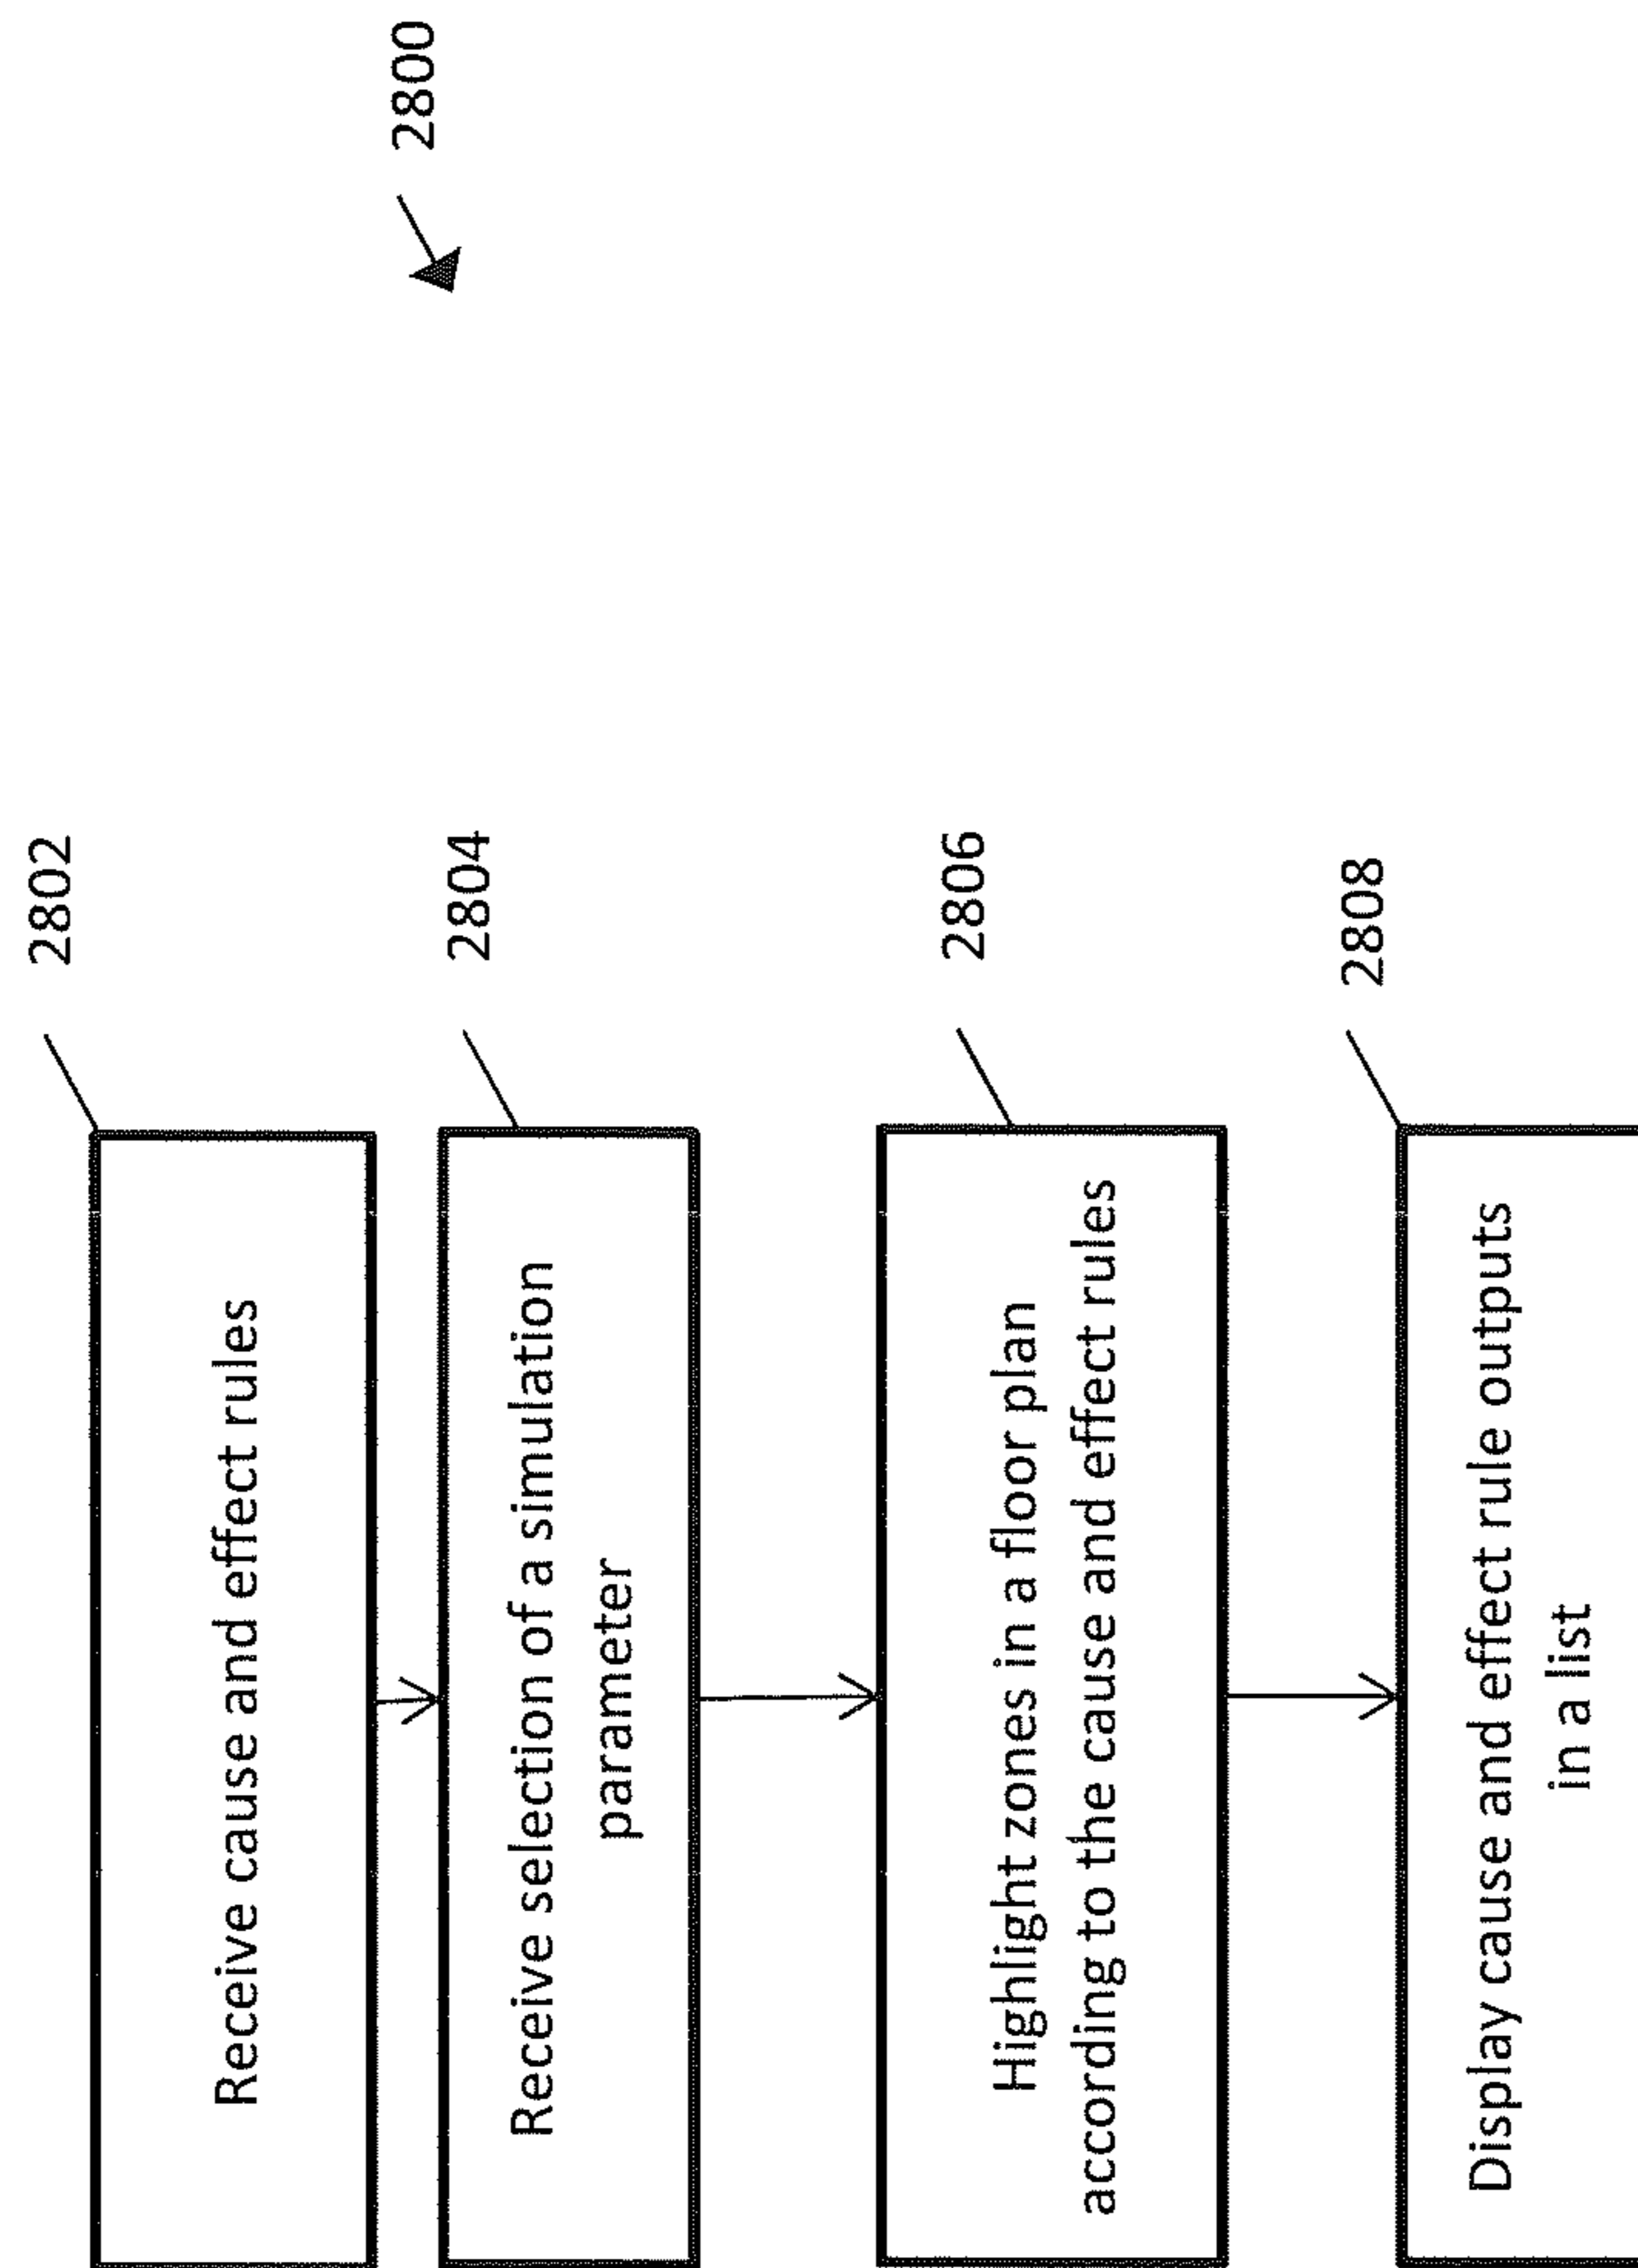 2800
2802
Receive cause and effect rules
2804
Receive selection of a simulation
parameter
2806
Highlight zones in a floor plan
according to the cause and effect rules
2808
Display cause and effect rule outputs
in a list